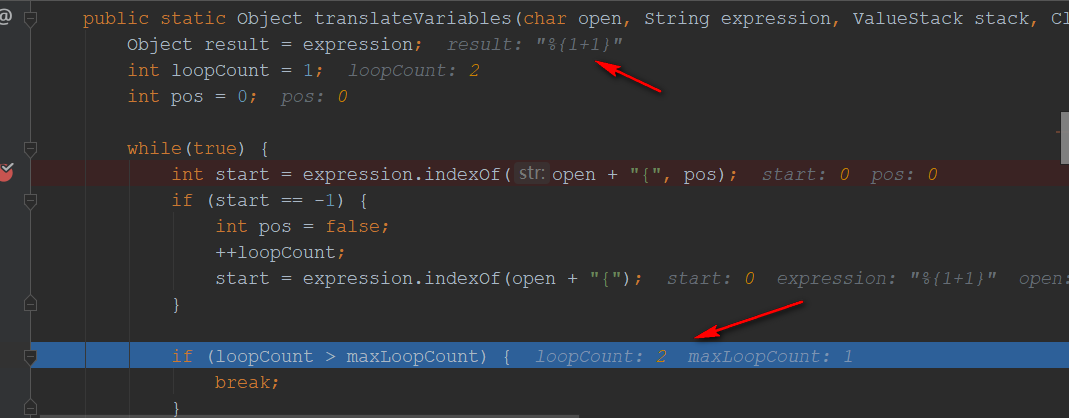 @ public static Object translateVariables(char open, String expression, ValueStack stack, Cl
Object result = expression; result: "%{1+1}"
int loopCount = 1; loopCount: 2
int pos = 0; pos: 0
while(true) {
int start = expression.indexOf( str: open + "{", pos); start: 0 pos: 0
if (start == -1) {
int pos = false;
++loopCount;
start = expression.indexOf(open + "{"); start: 0 expression: "%{1+1}" open:
}
if (loopCount > maxLoopCount) { loopCount: 2 maxLoopCount: 1
break;
}